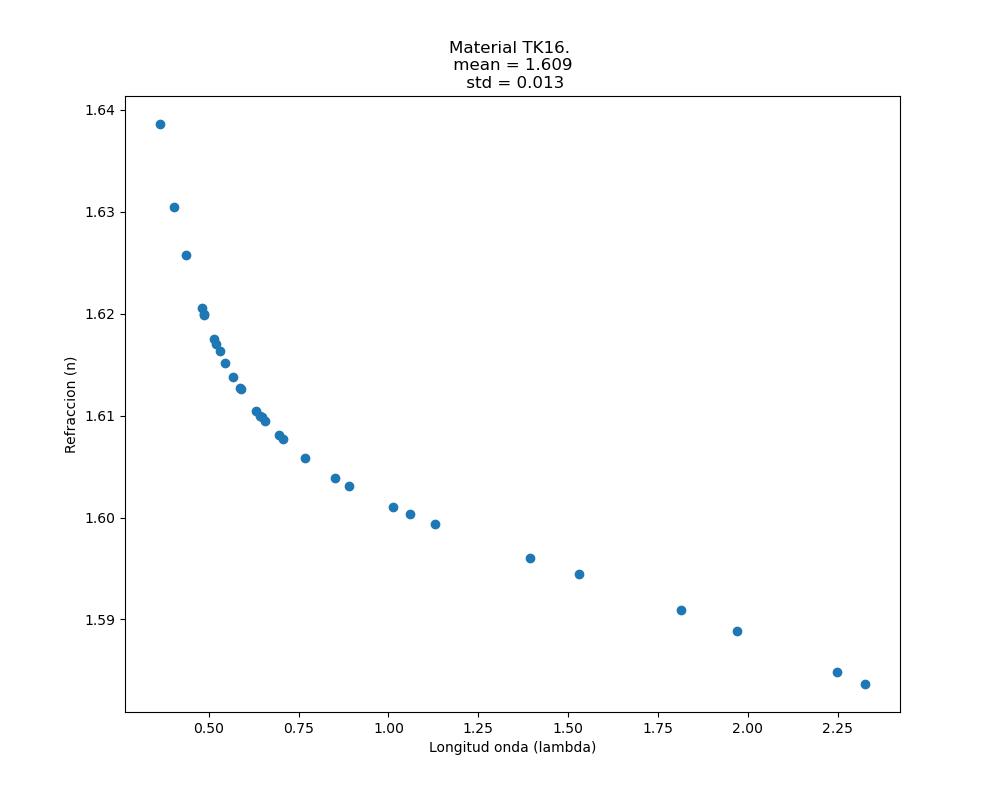 Material TK16.
mean = 1.609
std = 0.013
1.64
1.63
1.62
1.61
1.60
1.59
Refraccion (n)
0.50 0.75 1.00 1.25 1.50 1.75 2.00 2.25
Longitud onda (lambda)